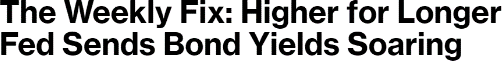 The Weekly Fix: Higher for Longer
Fed Sends Bond Yields Soaring